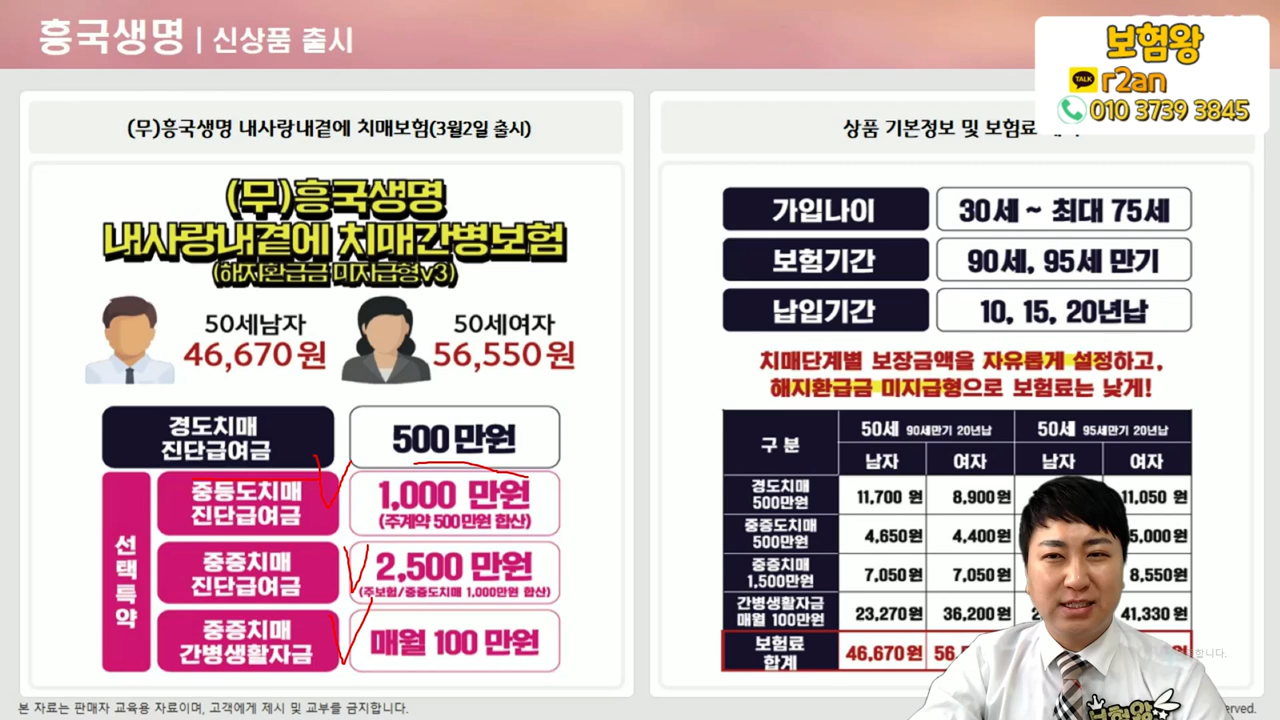 흥국생명 | 신상품 출시
보험왕
TALK r2an
010 3739 3845
(무)흥국생명 내사랑내곁에 치매보험(3월2일 출시)
(무)흥국생명
내사랑내곁에 치매간병보험
(해지환급금 미지급형v3)
50세남자
46,670원
50세여자
56,550원
경도치매
진단급여금
500만원
선택특약
중등도치매
진단급여금
1,000 만원
(주계약 500만원 합산)
중증치매
진단급여금
2,500 만원
(주보험/중증도치매 1,000만원 합산)
중증치매
간병생활자금
매월 100 만원
상품 기본정보 및 보험료
가입나이 30세 ~ 최대 75세
보험기간 90세, 95세 만기
납입기간 10, 15, 20년납
치매단계별 보장금액을 자유롭게 설정하고,
해지환급금 미지급형으로 보험료는 낮게!
구 분 50세 90세만기 20년납 50세 95세만기 20년납
남자 여자 남자 여자
경도치매
500만원 11,700 원 8,900원 11,050 원
중증도치매
500만원 4,650원 4,400원 5,000원
중증치매
1,500만원 7,050원 7,050원 8,550원
간병생활자금
매월 100만원 23,270원 36,200원 41,330원
보험료
합계 46,670원
보험왕
본 자료는 판매자 교육용 자료이며, 고객에게 제시 및 교부를 금지합니다.